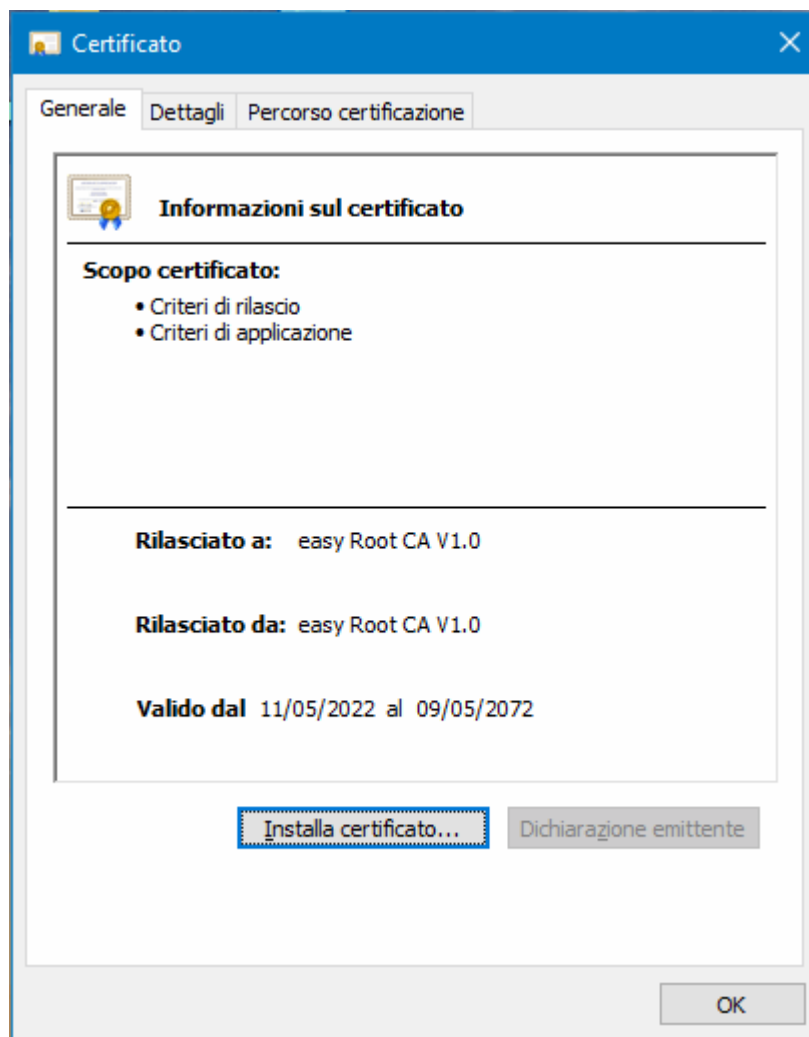 Certificato
Generale Dettagli Percorso certificazione
Informazioni sul certificato
Scopo certificato:
• Criteri di rilascio
• Criteri di applicazione
Rilasciato a: easy Root CA V1.0
Rilasciato da: easy Root CA V1.0
Valido dal 11/05/2022 al 09/05/2072
Installa certificato... Dichiarazione emittente
OK